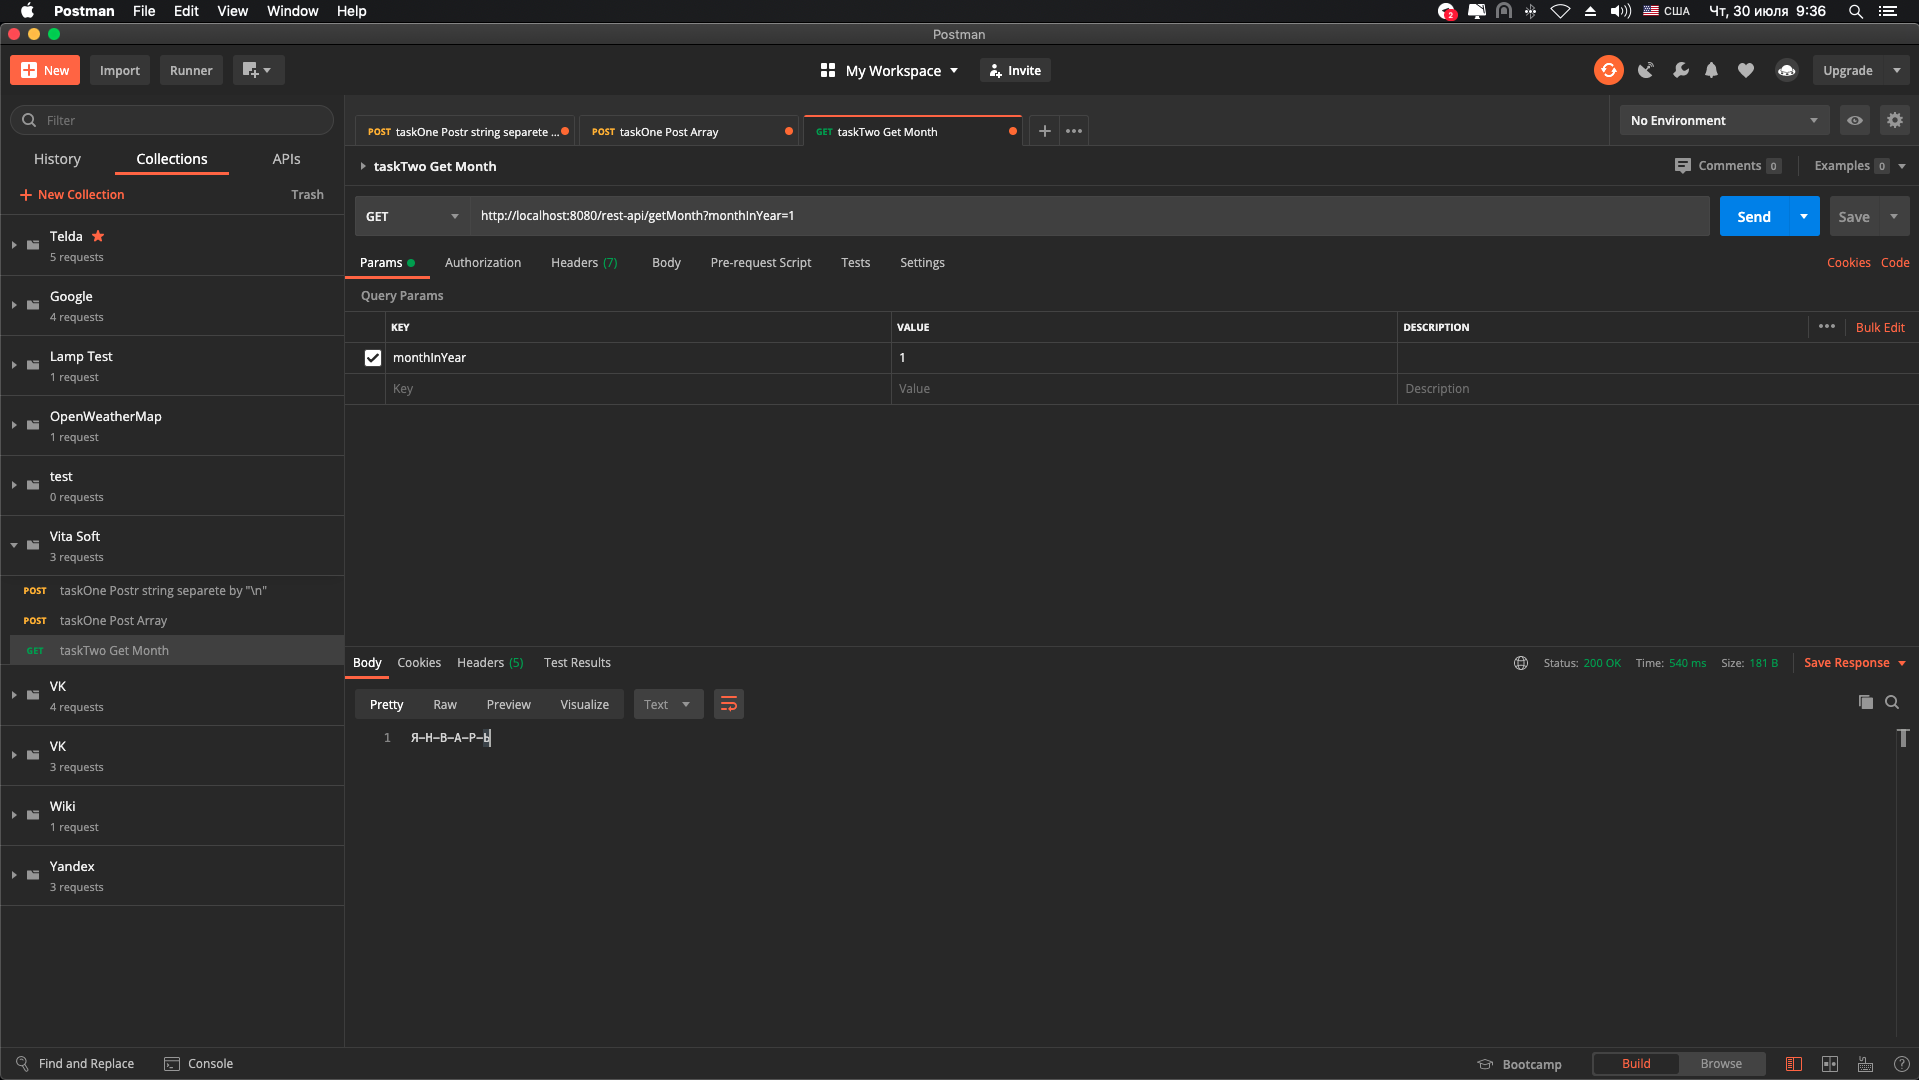 Postman File Edit View Window Help
2 США Чт, 30 июля 9:36
Postman
New Import Runner My Workspace Invite Upgrade
Filter
History Collections APIs
New Collection Trash
Telda
5 requests
Google
4 requests
Lamp Test
1 request
OpenWeatherMap
1 request
test
0 requests
Vita Soft
3 requests
POST taskOne Postr string separete by "\n"
POST taskOne Post Array
GET taskTwo Get Month
VK
4 requests
VK
3 requests
Wiki
1 request
Yandex
3 requests
POST taskOne Postr string separete ... POST taskOne Post Array GET taskTwo Get Month No Environment
taskTwo Get Month Comments 0 Examples 0
GET http://localhost:8080/rest-api/getMonth?monthInYear=1 Send Save
Params Authorization Headers (7) Body Pre-request Script Tests Settings Cookies Code
Query Params
KEY VALUE DESCRIPTION Bulk Edit
monthInYear 1
Key Value Description
Body Cookies Headers (5) Test Results Status: 200 OK Time: 540 ms Size: 181 B Save Response
Pretty Raw Preview Visualize Text
1 Я-Н-В-А-Р-Ь
Find and Replace Console Bootcamp Build Browse